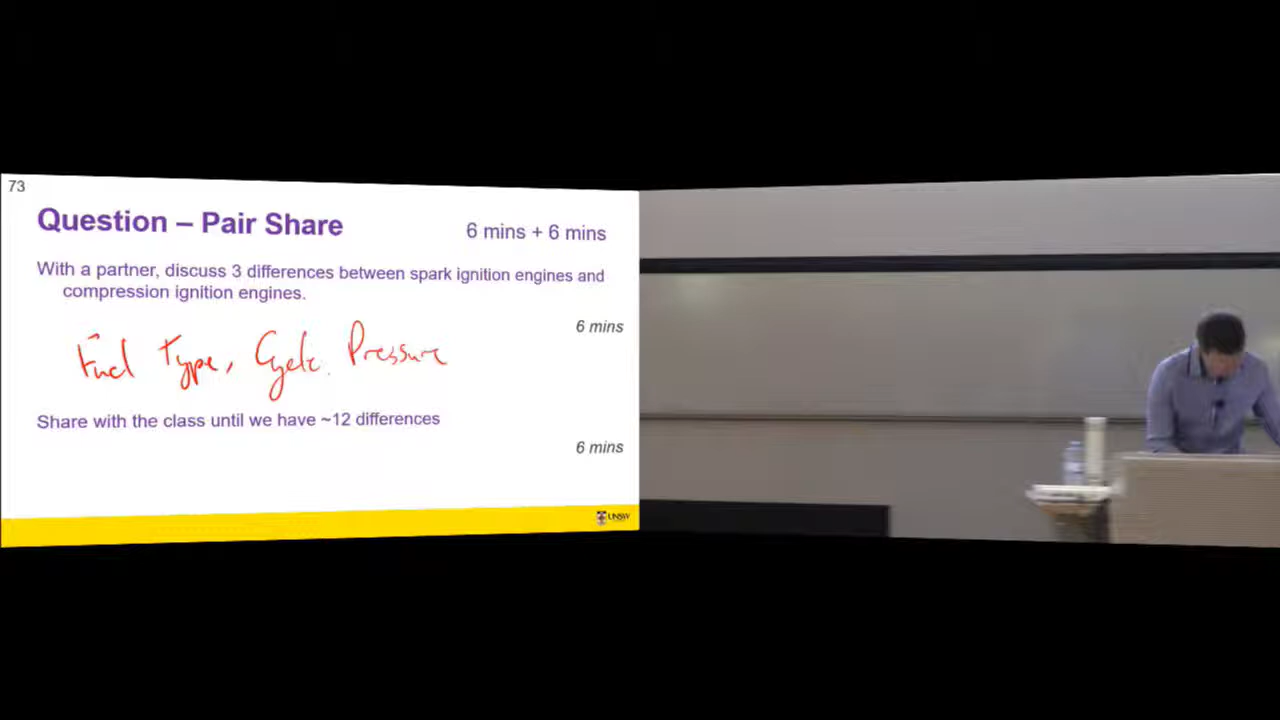 73
Question – Pair Share
6 mins + 6 mins
With a partner, discuss 3 differences between spark ignition engines and
compression ignition engines.
6 mins
Fuel Type, Cycle. Pressure
Share with the class until we have ~12 differences
6 mins
UNSW